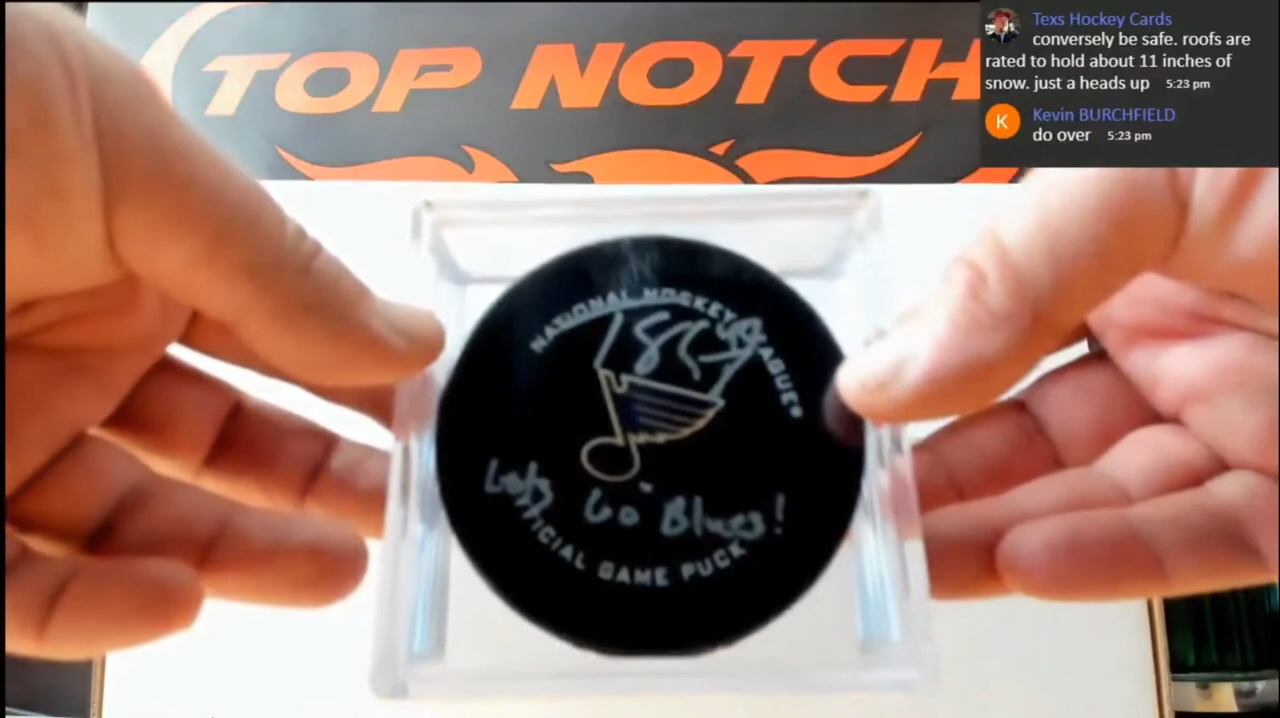 TOP NOTCH
Texs Hockey Cards
conversely be safe. roofs are
rated to hold about 11 inches of
snow. just a heads up 5:23 pm
K
Kevin BURCHFIELD
do over 5:23 pm
NATIONAL HOCKEY LEAGUE
Lets Go Blues!
OFFICIAL GAME PUCK